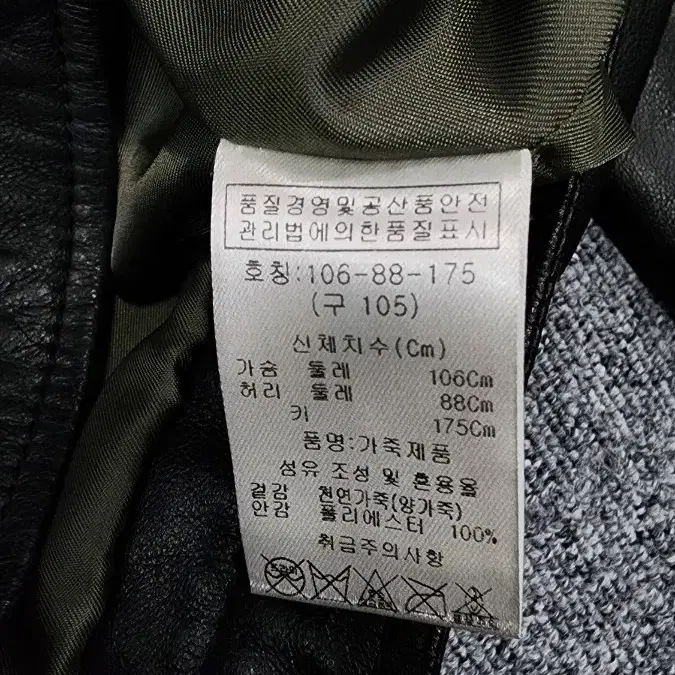 품질경영및공산품안전
관리법에의한품질표시
호칭:106-88-175
(구 105)
신체치수(Cm)
가슴 둘레 106Cm
허리 둘레 88Cm
키 175Cm
품명:가죽제품
섬유 조성 및 혼용율
겉감 천연가죽(양가죽)
안감 폴리에스터 100%
취급주의사항